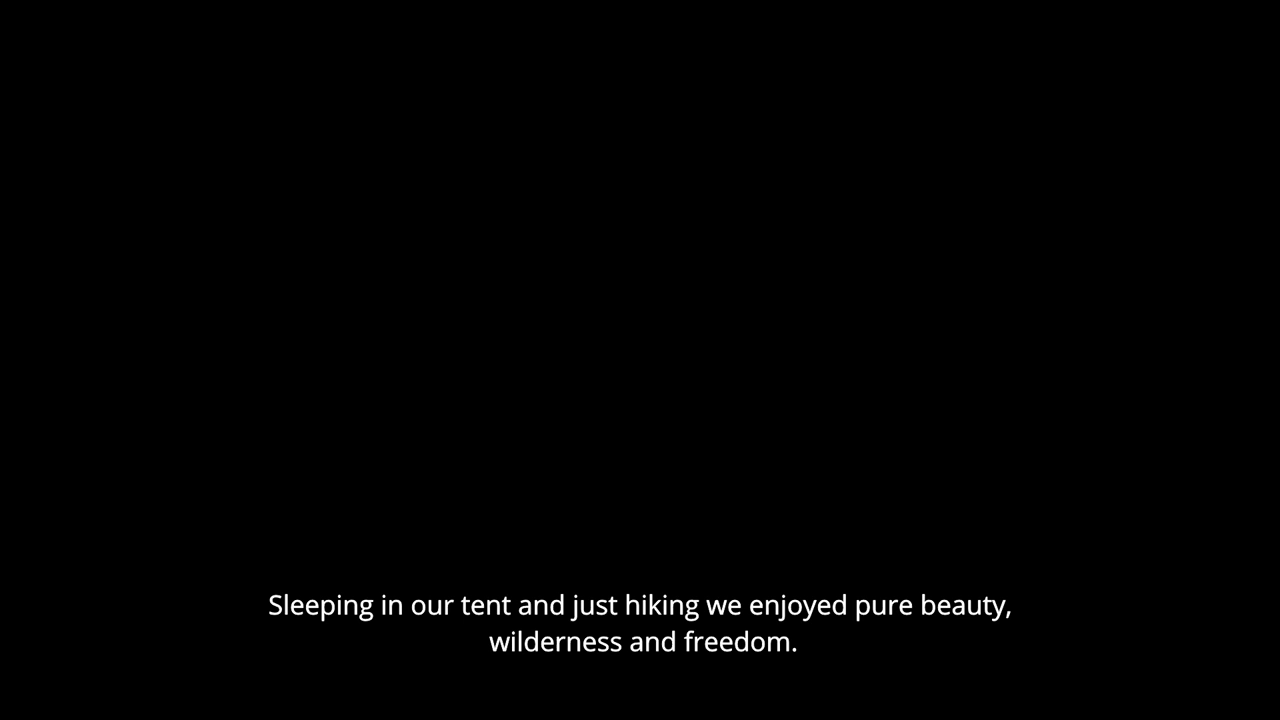 Sleeping in our tent and just hiking we enjoyed pure beauty,
wilderness and freedom.